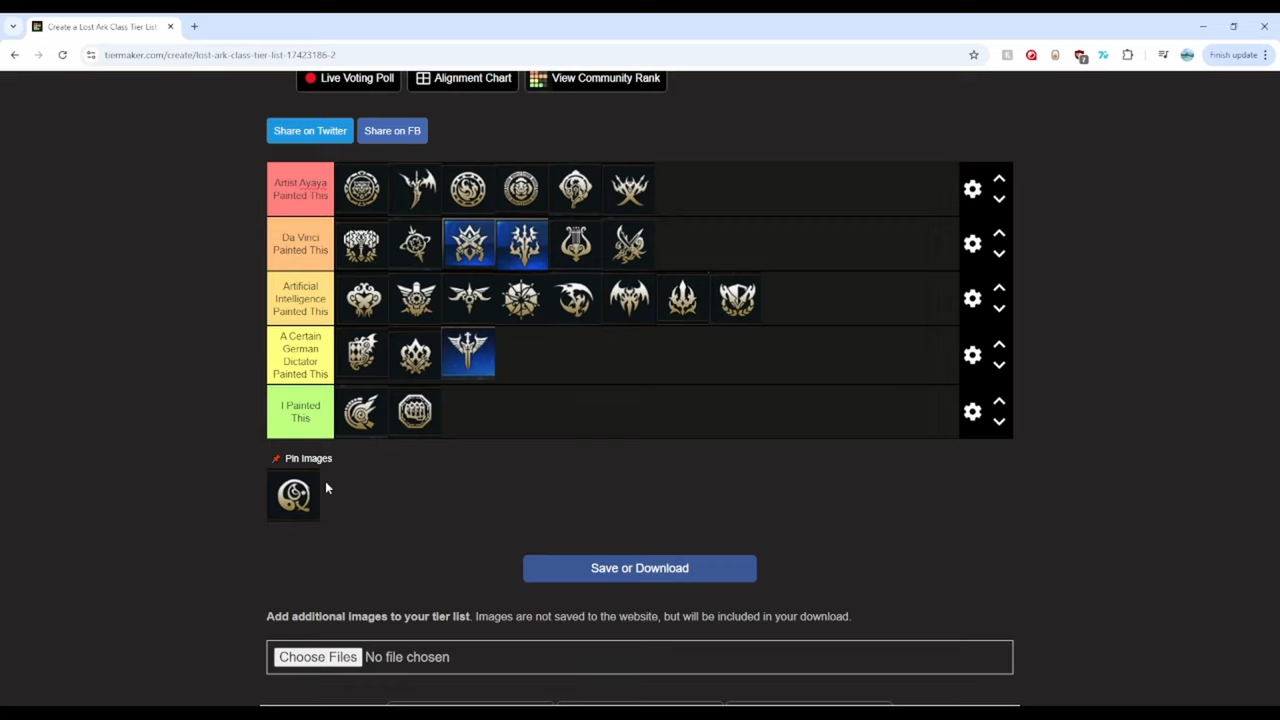 Create a Lost Ark Class Tier List
tiermaker.com/create/lost-ark-class-tier-list-17423186-2
7
Finish update
Live Voting Poll
Alignment Chart
View Community Rank
Share on Twitter
Share on FB
Artist Ayaya
Painted This
Da Vinci
Painted This
Artificial
Intelligence
Painted This
A Certain
German
Dictator
Painted This
I Painted
This
Pin Images
Save or Download
Add additional images to your tier list. Images are not saved to the website, but will be included in your download.
Choose Files No file chosen